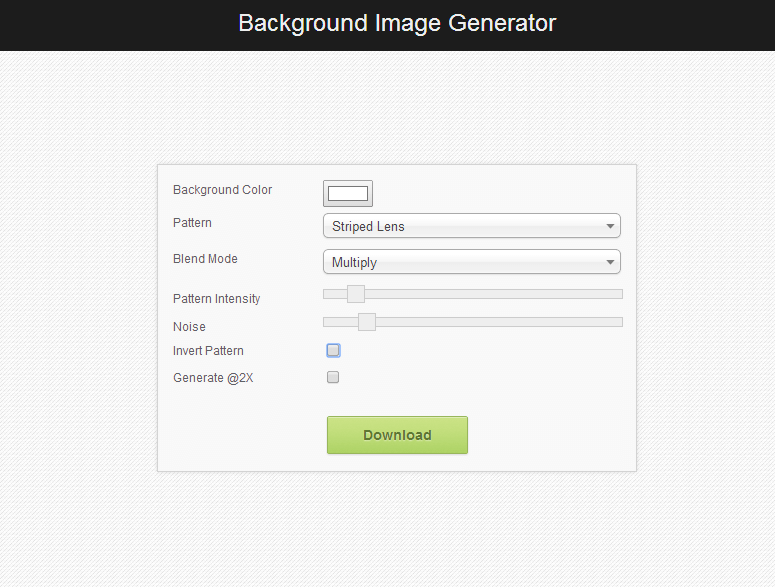 Background Image Generator
Background Color
Pattern
Striped Lens
Blend Mode
Multiply
Pattern Intensity
Noise
Invert Pattern
Generate @2X
Download